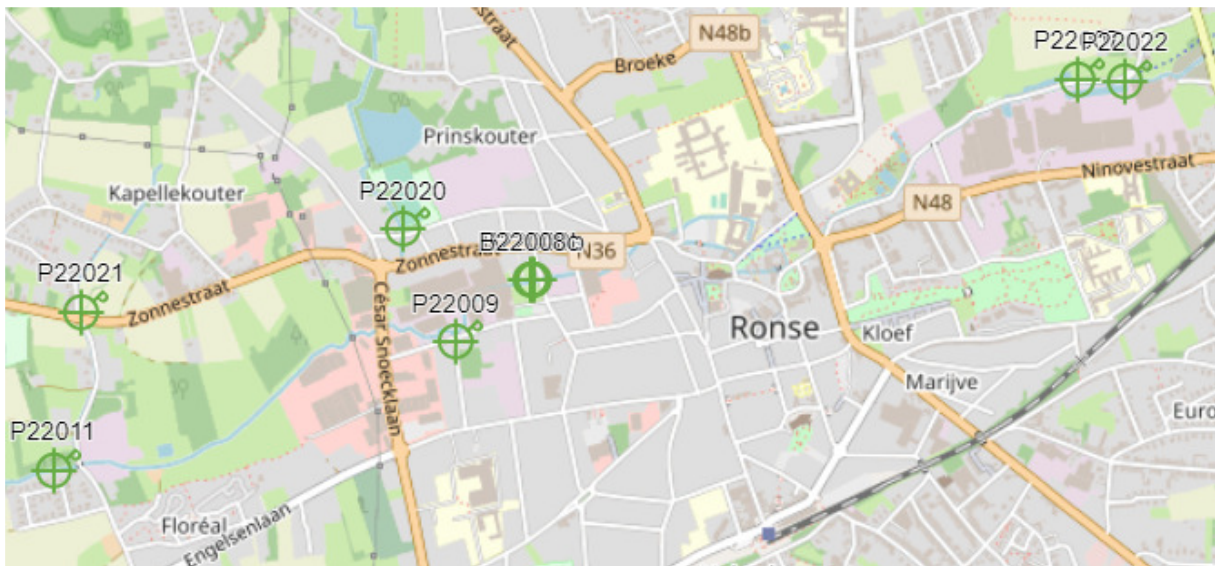 N48b
straat
Broeke
P22022
Prinskouter
Ninovestraat
Kapellekouter
P22020
N48
Zonnestraat
N36
P22021
Zonnestraat
P22009
César Snoecklaan
Ronse
Kloef
Marijve
Euro
P22011
Floréal
Engelsenlaan